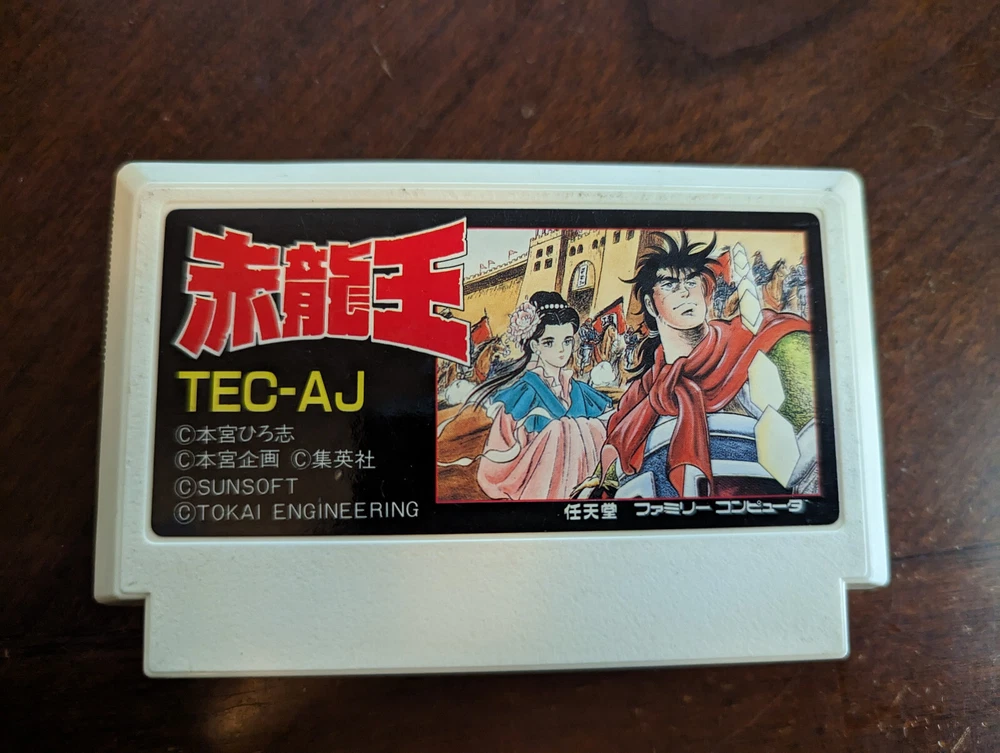 赤龍王
TEC-AJ
©本宮ひろ志
©本宮企画 ©集英社
©SUNSOFT
©TOKAI ENGINEERING
任天堂 ファミリーコンピュータ